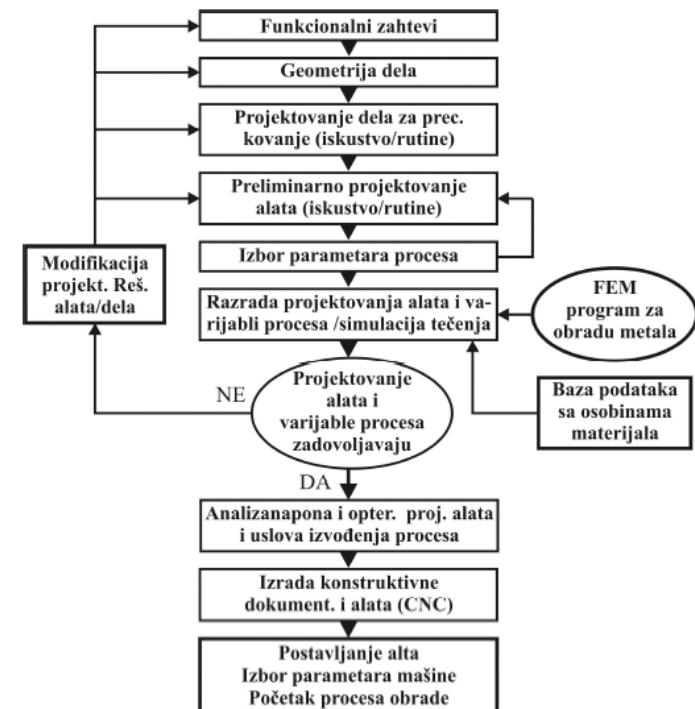 Funkcionalni zahtevi
Geometrija dela
Projektovanje dela za prec.
kovanje (iskustvo/rutine)
Preliminarno projektovanje
alata (iskustvo/rutine)
Izbor parametara procesa
Modifikacija
projekt. Reš.
alata/dela
Razrada projektovanja alata i va-
rijabli procesa /simulacija tečenja
FEM
program za
obradu metala
Baza podataka
sa osobinama
materijala
Projektovanje
alata i
varijable procesa
zadovoljavaju
NE
DA
Analizanapona i opter. proj. alata
i uslova izvođenja procesa
Izrada konstruktivne
dokument. i alata (CNC)
Postavljanje alta
Izbor parametara mašine
Početak procesa obrade